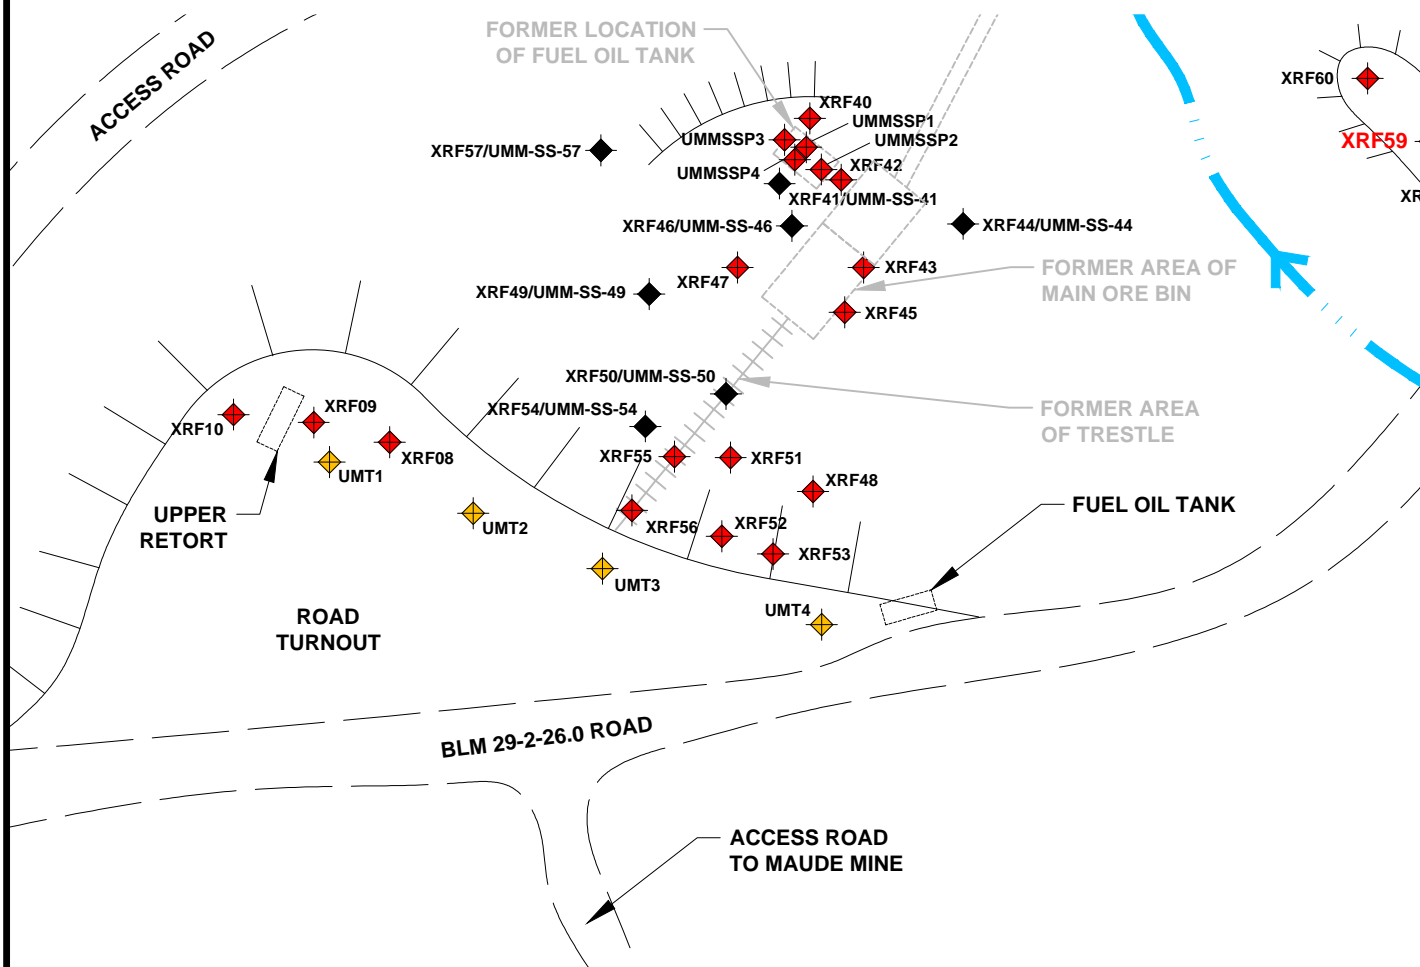 FORMER LOCATION
OF FUEL OIL TANK
ACCESS ROAD
XRF60
XRF40
UMMSSP1
UMMSSP3
UMMSSP2
XRF59
XRF57/UMM-SS-57
XRF42
UMMSSP4
XRF41/UMM-SS-41
XR
XRF46/UMM-SS-46
XRF44/UMM-SS-44
XRF47
XRF43
FORMER AREA OF
MAIN ORE BIN
XRF49/UMM-SS-49
XRF45
XRF50/UMM-SS-50
XRF54/UMM-SS-54
FORMER AREA
OF TRESTLE
XRF09
XRF10
XRF08
XRF55
XRF51
UMT1
XRF48
UPPER
RETORT
FUEL OIL TANK
UMT2
XRF56
XRF52
XRF53
UMT3
UMT4
ROAD
TURNOUT
BLM 29-2-26.0 ROAD
ACCESS ROAD
TO MAUDE MINE